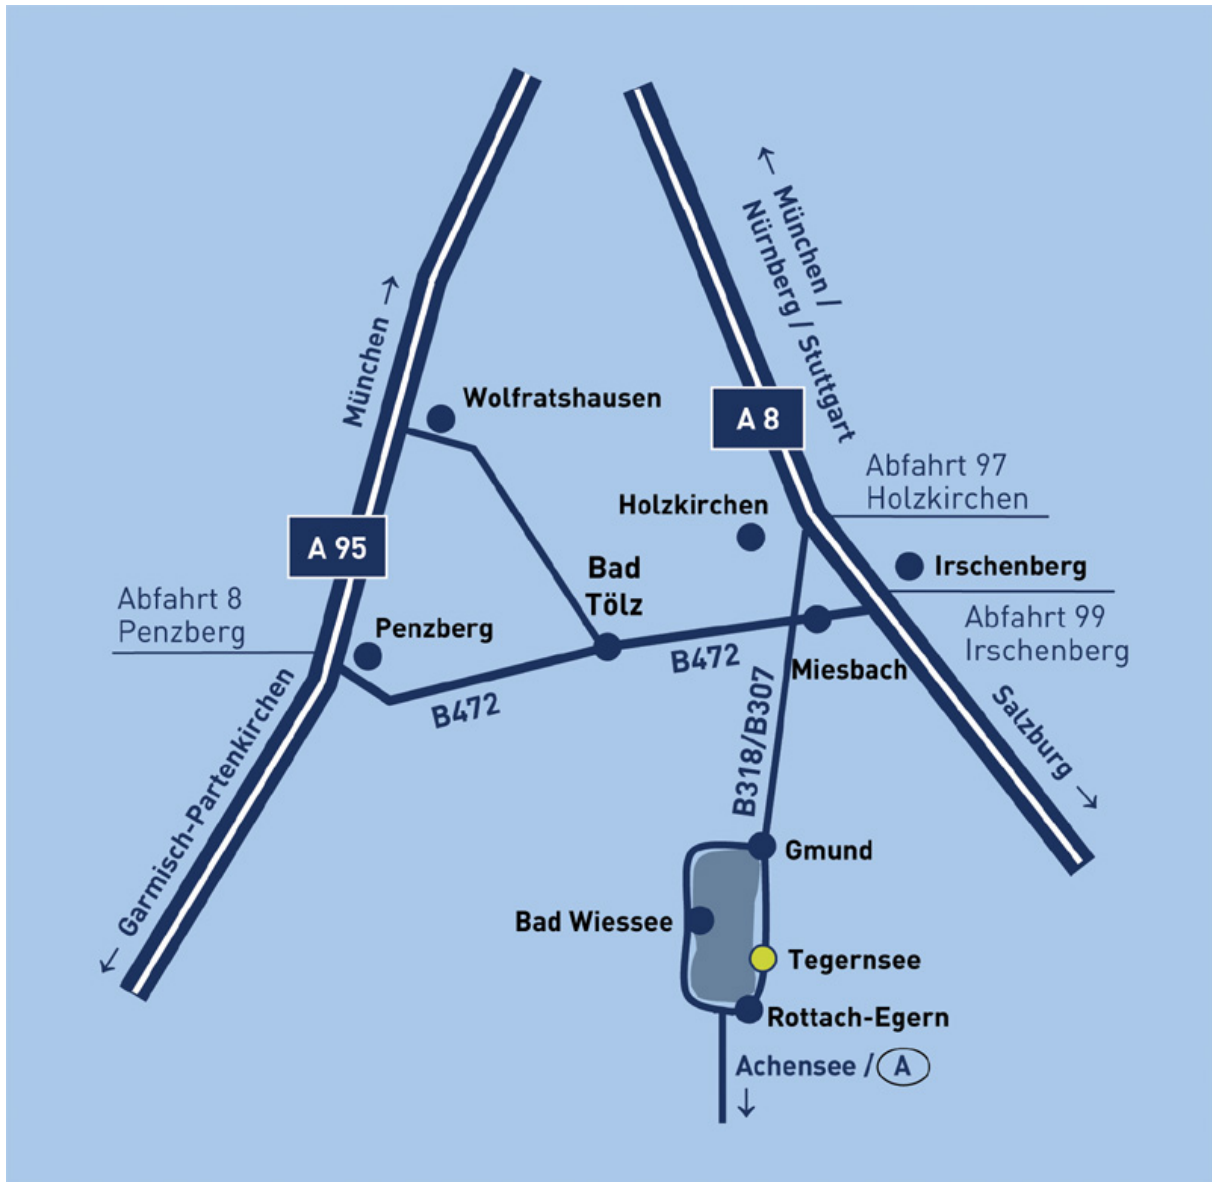 München /
Nürnberg / Stuttgart
München
Wolfratshausen
A 8
Abfahrt 97
Holzkirchen
Holzkirchen
A 95
Bad
Tölz
Irschenberg
Abfahrt 8
Penzberg
Penzberg
Abfahrt 99
Irschenberg
B472
Miesbach
B472
Salzburg
Garmisch-Partenkirchen
B318/B307
Gmund
Bad Wiessee
Tegernsee
Rottach-Egern
Achensee / A